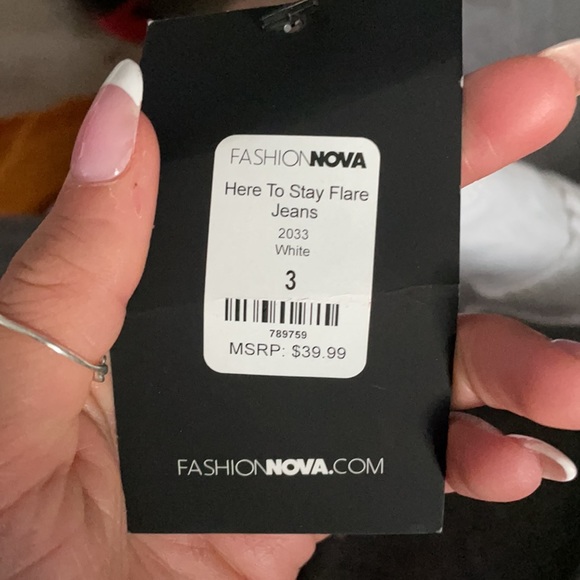 FASHIONNOVA
Here To Stay Flare
Jeans
2033
White
3
789759
MSRP: $39.99
FASHIONNOVA.COM